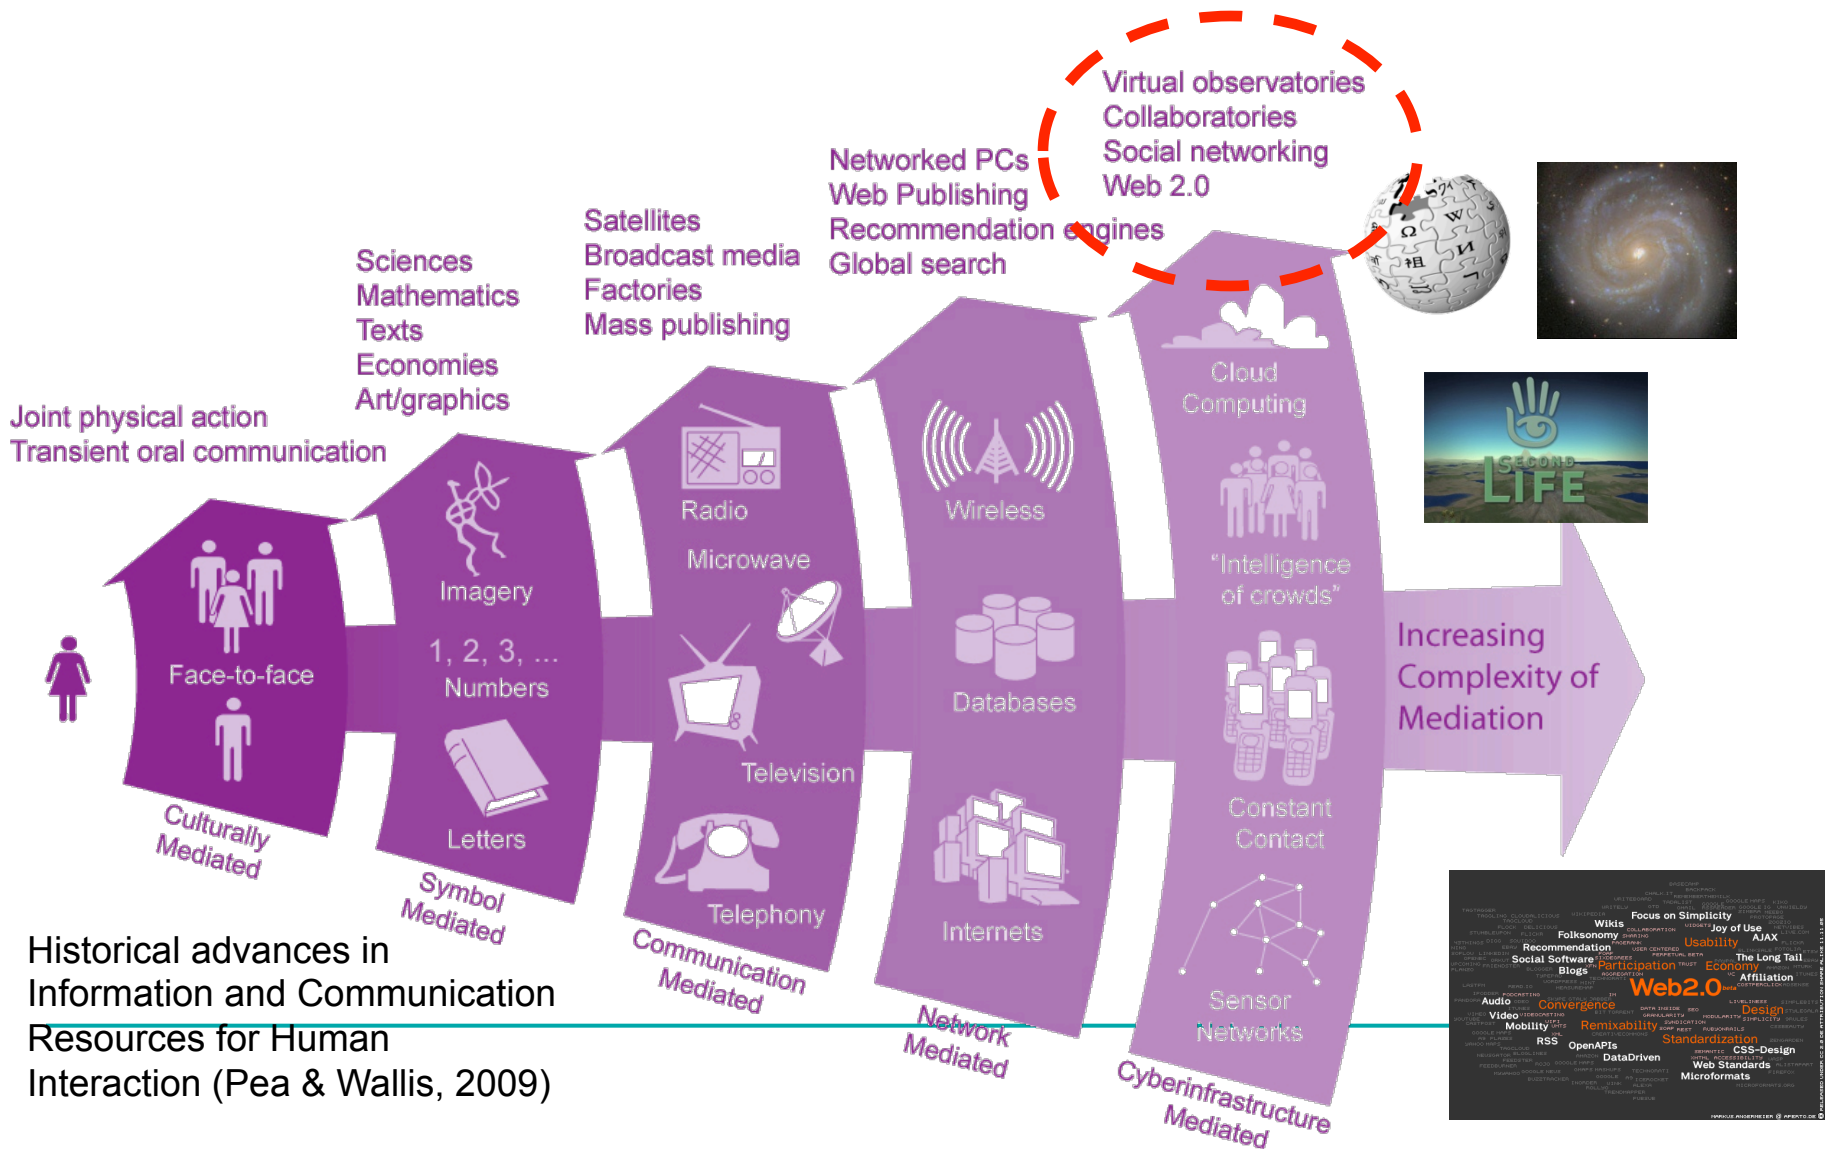 Virtual observatories
Collaboratories
Social networking
Web 2.0
Networked PCs
Web Publishing
Recommendation engines
Global search
Satellites
Broadcast media
Factories
Mass publishing
Sciences
Mathematics
Texts
Economies
Art/graphics
Joint physical action
Transient oral communication
Face-to-face
Culturally
Mediated
Imagery
1, 2, 3, ...
Numbers
Letters
Symbol
Mediated
Radio
Microwave
Television
Telephony
Communication
Mediated
Wireless
Databases
Internets
Network
Mediated
Cloud
Computing
“Intelligence
of crowds”
Constant
Contact
Sensor
Networks
Cyberinfrastructure
Mediated
Increasing
Complexity of
Mediation
W
Ω
И
祖
SECOND
LIFE
Historical advances in
Information and Communication
Resources for Human
Interaction (Pea & Wallis, 2009)
Focus on Simplicity
Wikis
Joy of Use
Folksonomy
AJAX
Usability
Recommendation
The Long Tail
Social Software
Participation
Economy
Blogs
Affiliation
Web2.0
Audio
Convergence
Design
Video
Mobility
Remixability
Standardization
RSS
OpenAPIs
CSS-Design
DataDriven
Web Standards
Microformats
MARKUS ANGERMEIER @ APERTO.DE